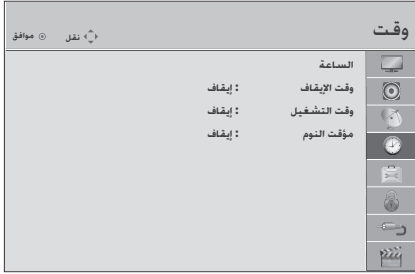 وقت
نقل
موافق
الساعة
وقت الإيقاف : إيقاف
وقت التشغيل : إيقاف
مؤقت النوم : إيقاف